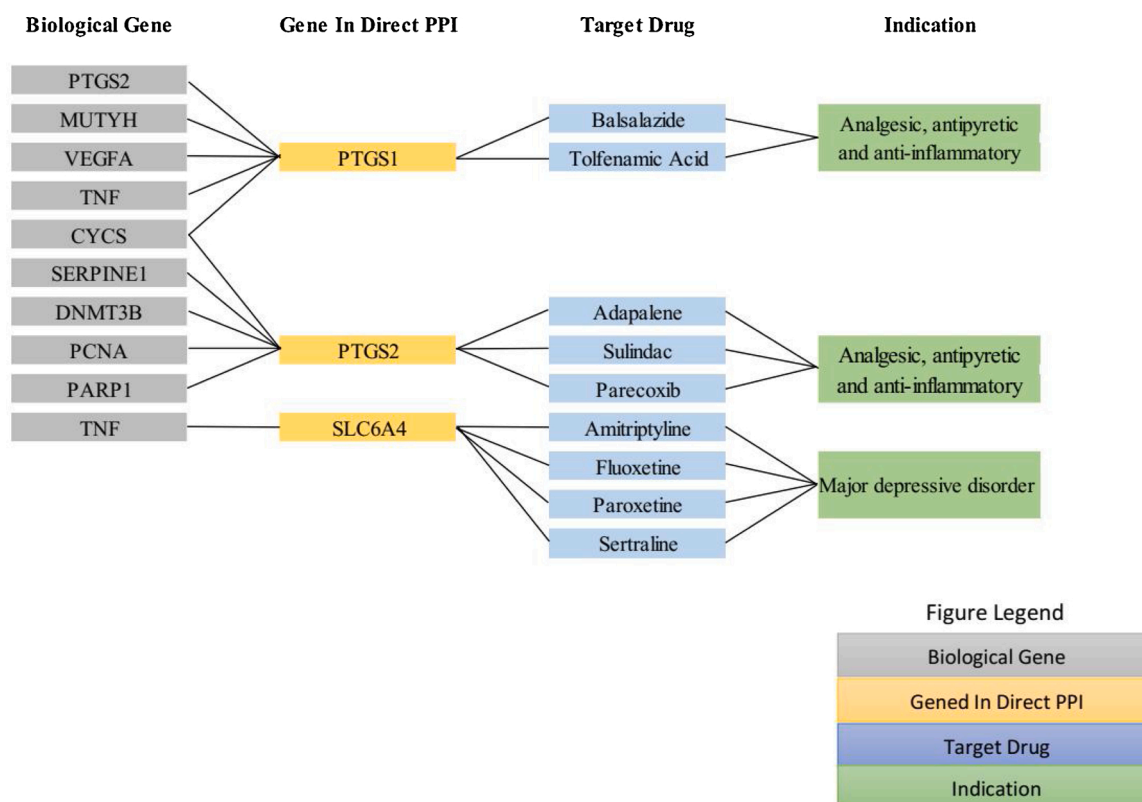 Biological Gene
Gene In Direct PPI
Target Drug
Indication
PTGS2
MUTYH
VEGFA
TNF
CYCS
SERPINE1
DNMT3B
PCNA
PARP1
TNF
PTGS1
PTGS2
SLC6A4
Balsalazide
Tolfenamic Acid
Adapalene
Sulindac
Parecoxib
Amitriptyline
Fluoxetine
Paroxetine
Sertraline
Analgesic, antipyretic
and anti-inflammatory
Analgesic, antipyretic
and anti-inflammatory
Major depressive disorder
Figure Legend
Biological Gene
Gened In Direct PPI
Target Drug
Indication